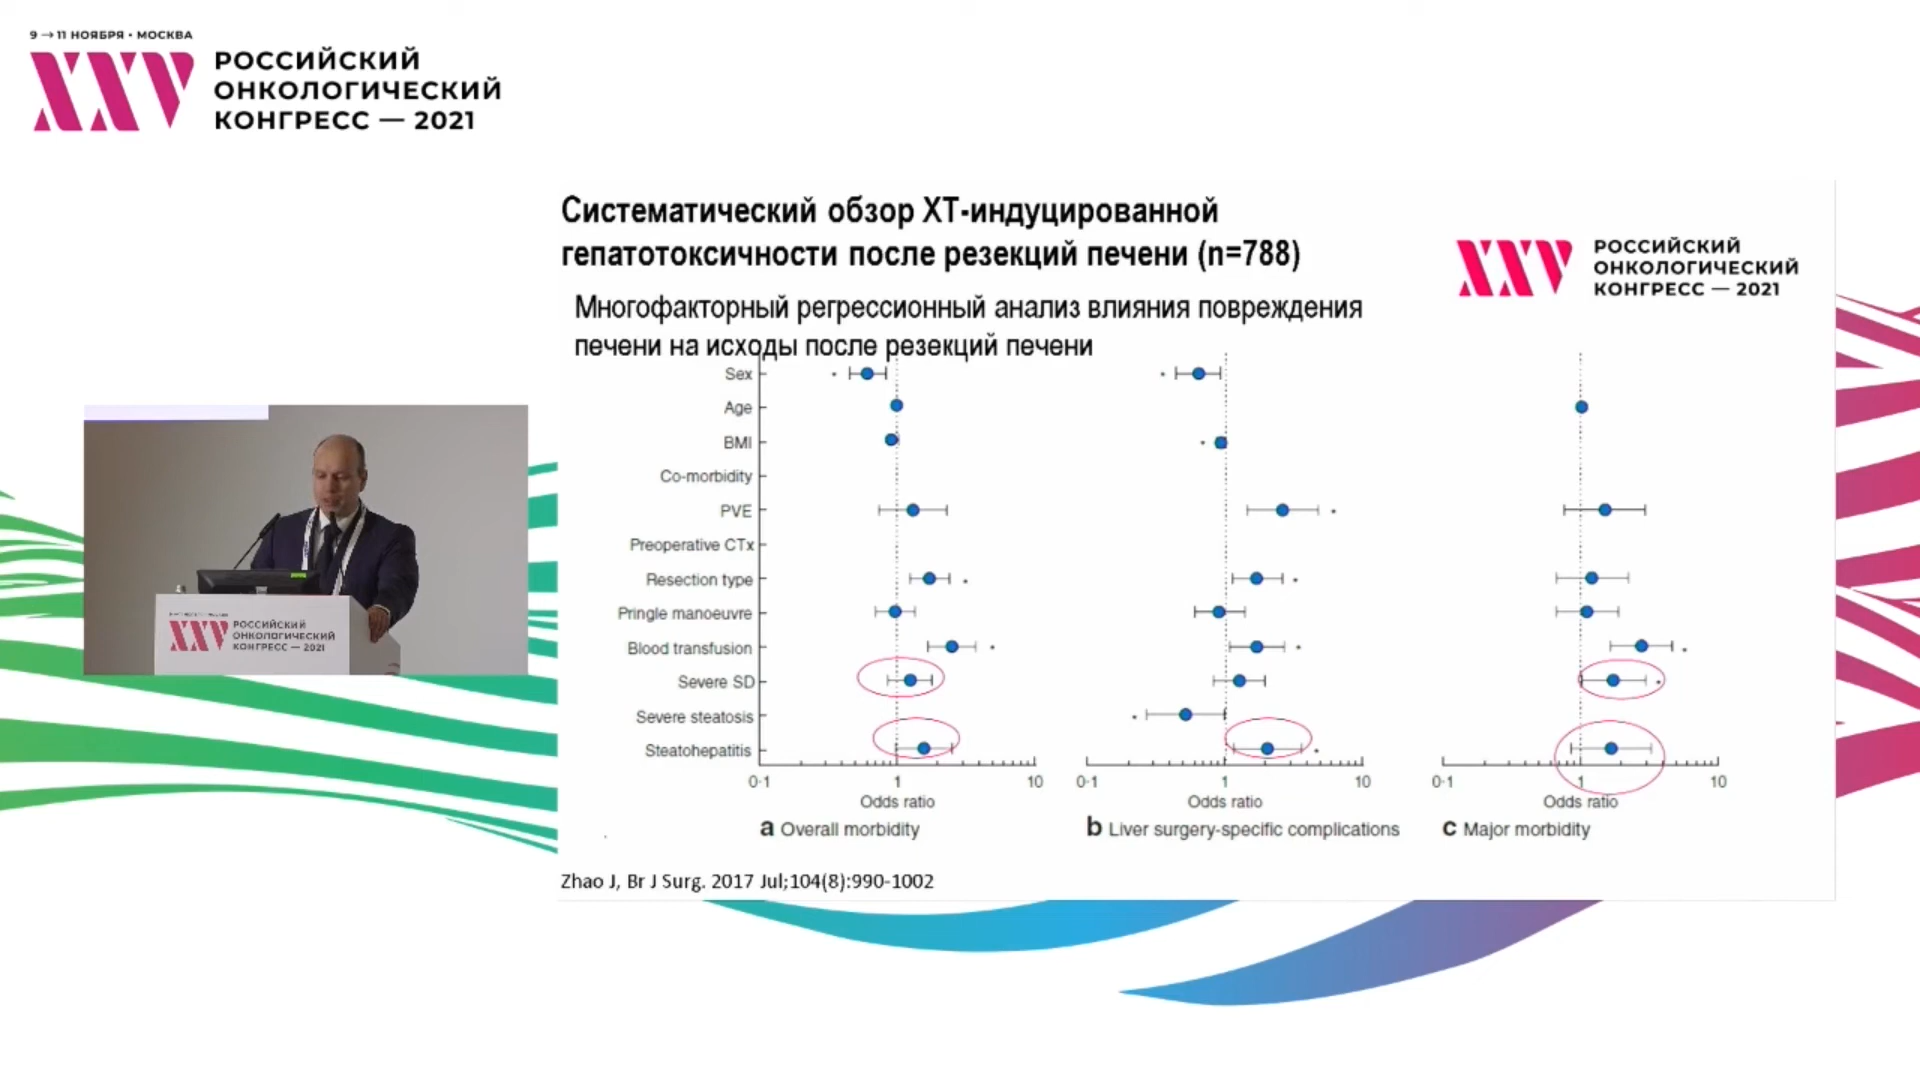 9 → 11 НОЯБРЯ • МОСКВА
XXV
РОССИЙСКИЙ
ОНКОЛОГИЧЕСКИЙ
КОНГРЕСС — 2021
Систематический обзор ХТ-индуцированной
гепатотоксичности после резекций печени (n=788)
XXV
РОССИЙСКИЙ
ОНКОЛОГИЧЕСКИЙ
КОНГРЕСС — 2021
Многофакторный регрессионный анализ влияния повреждения
печени на исходы после резекций печени
Sex
Age
BMI
Co-morbidity
PVE
Preoperative CTx
Resection type
Pringle manoeuvre
Blood transfusion
Severe SD
Severe steatosis
Steatohepatitis
0·1 1 10 0·1 1 10 0·1 1 10
Odds ratio Odds ratio Odds ratio
a Overall morbidity b Liver surgery-specific complications c Major morbidity
Zhao J, Br J Surg. 2017 Jul;104(8):990-1002
XXV
РОССИЙСКИЙ
ОНКОЛОГИЧЕСКИЙ
КОНГРЕСС — 2021